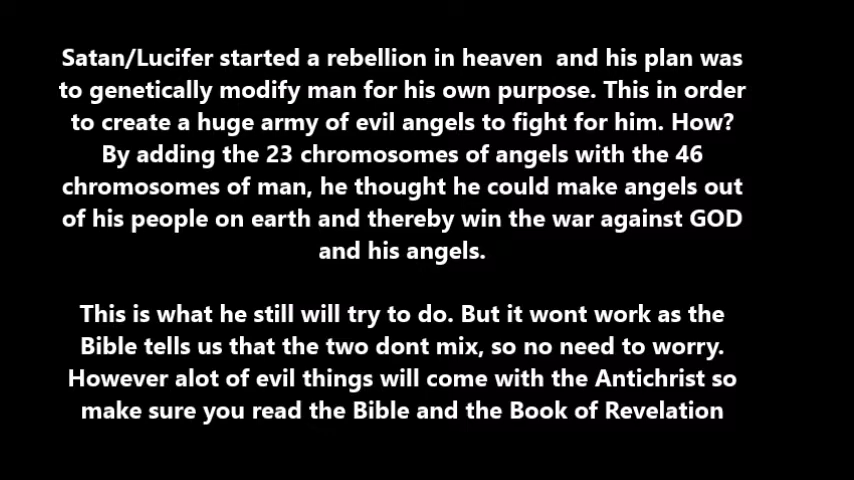 Satan/Lucifer started a rebellion in heaven and his plan was
to genetically modify man for his own purpose. This in order
to create a huge army of evil angels to fight for him. How?
By adding the 23 chromosomes of angels with the 46
chromosomes of man, he thought he could make angels out
of his people on earth and thereby win the war against GOD
and his angels.
This is what he still will try to do. But it wont work as the
Bible tells us that the two dont mix, so no need to worry.
However alot of evil things will come with the Antichrist so
make sure you read the Bible and the Book of Revelation